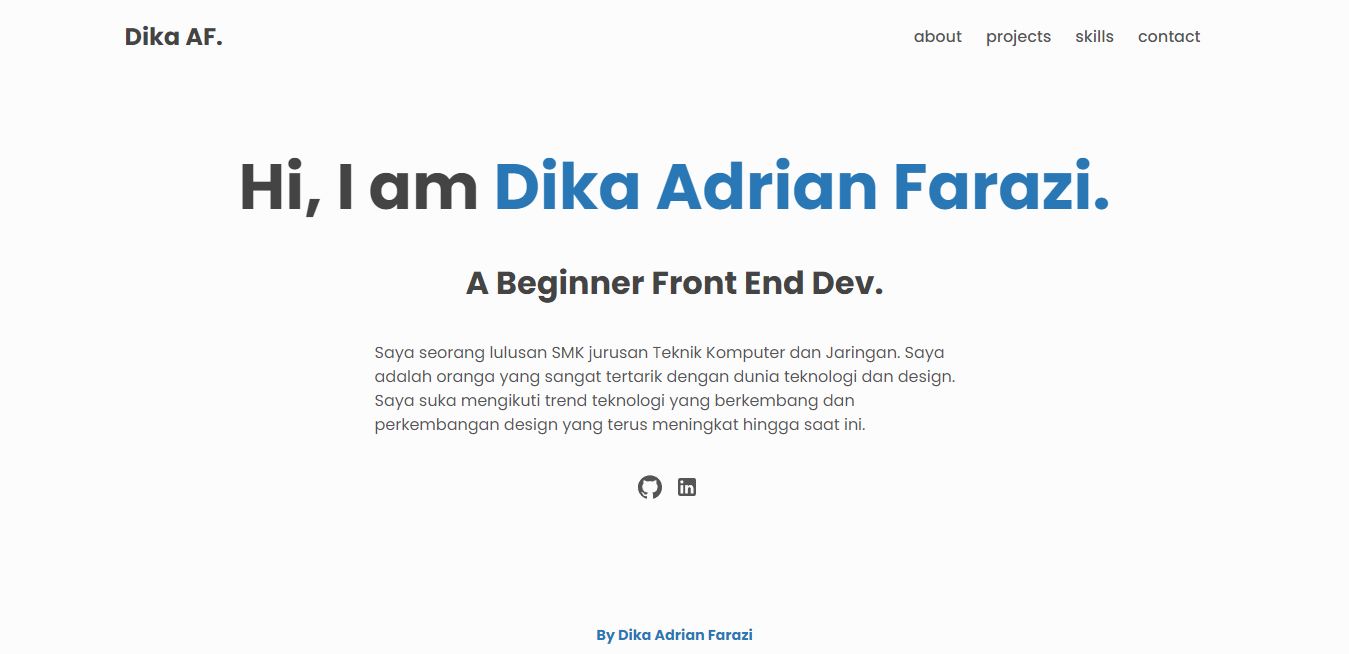 Dika AF.
about projects skills contact
Hi, I am Dika Adrian Farazi.
A Beginner Front End Dev.
Saya seorang lulusan SMK jurusan Teknik Komputer dan Jaringan. Saya
adalah oranga yang sangat tertarik dengan dunia teknologi dan design.
Saya suka mengikuti trend teknologi yang berkembang dan
perkembangan design yang terus meningkat hingga saat ini.
in
By Dika Adrian Farazi